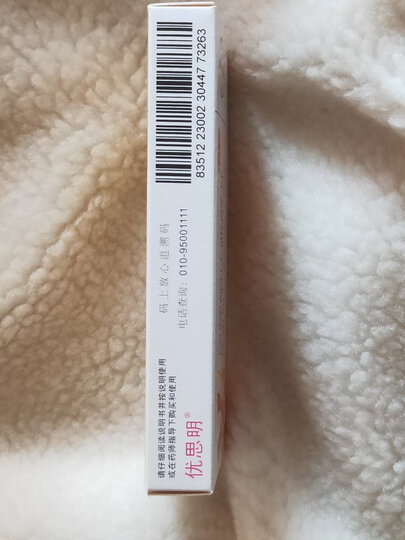 优思明®
请仔细阅读说明书并按说明使用
或在药师指导下购买和使用
码上放心追溯码
电话查询：010-95001111
83512 23002 30447 73263